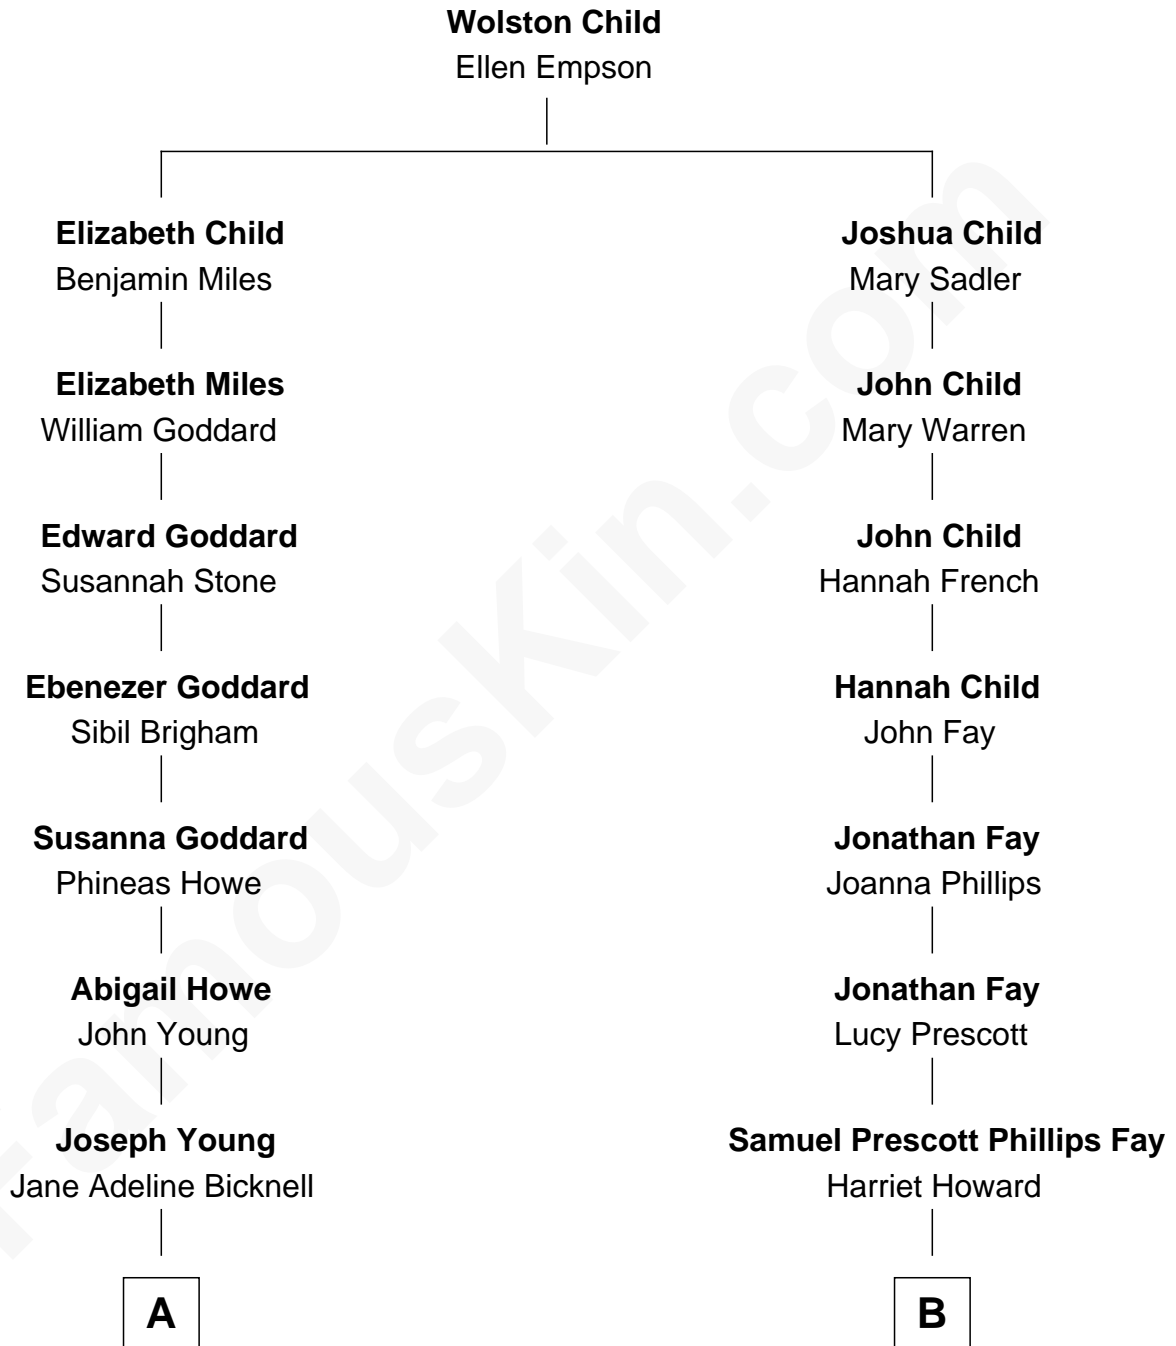 Wolston Child
Ellen Empson
Elizabeth Child
Benjamin Miles
Joshua Child
Mary Sadler
Elizabeth Miles
William Goddard
John Child
Mary Warren
Edward Goddard
Susannah Stone
John Child
Hannah French
Ebenezer Goddard
Sibil Brigham
Hannah Child
John Fay
Susanna Goddard
Phineas Howe
Jonathan Fay
Joanna Phillips
Abigail Howe
John Young
Jonathan Fay
Lucy Prescott
Joseph Young
Jane Adeline Bicknell
Samuel Prescott Phillips Fay
Harriet Howard
A
B
FamousKin.com